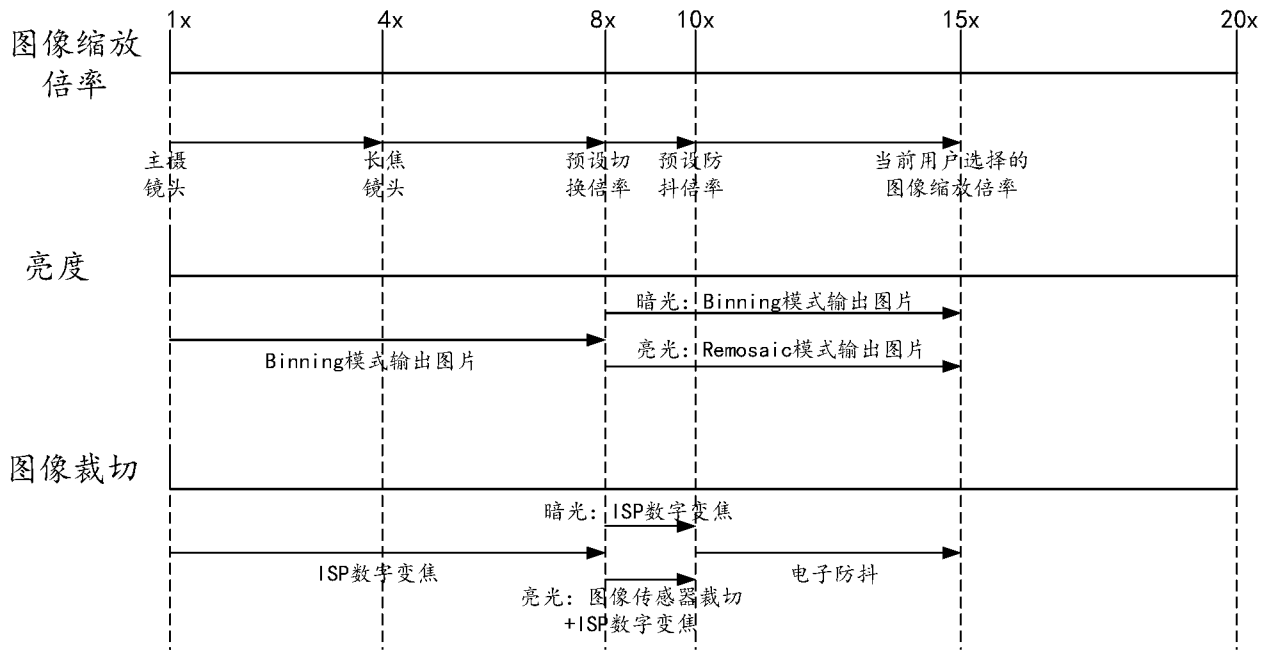 1x 4x 8x 10x 15x 20x
图像缩放
倍率
主摄 长焦 预设切 预设防 当前用户选择的
镜头 镜头 换倍率 抖倍率 图像缩放倍率
亮度
暗光：Binning模式输出图片
Binning模式输出图片
亮光：Remosaic模式输出图片
图像裁切
暗光：ISP数字变焦
ISP数字变焦
电子防抖
亮光：图像传感器裁切
+ISP数字变焦